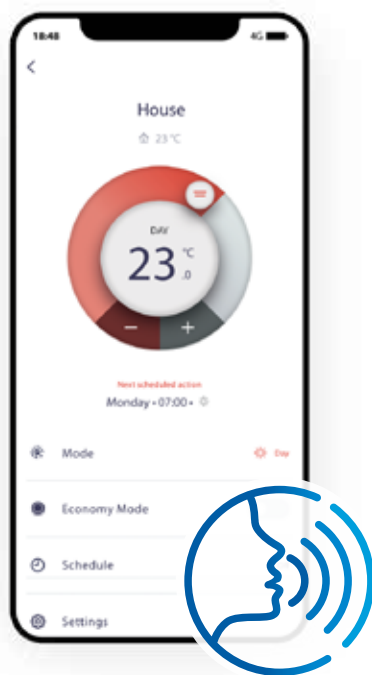 18:48 4G
House
23 °C
DAY
23 °C
.0
− +
Next scheduled action
Monday • 07:00 •
Mode Day
Economy Mode
Schedule
Settings